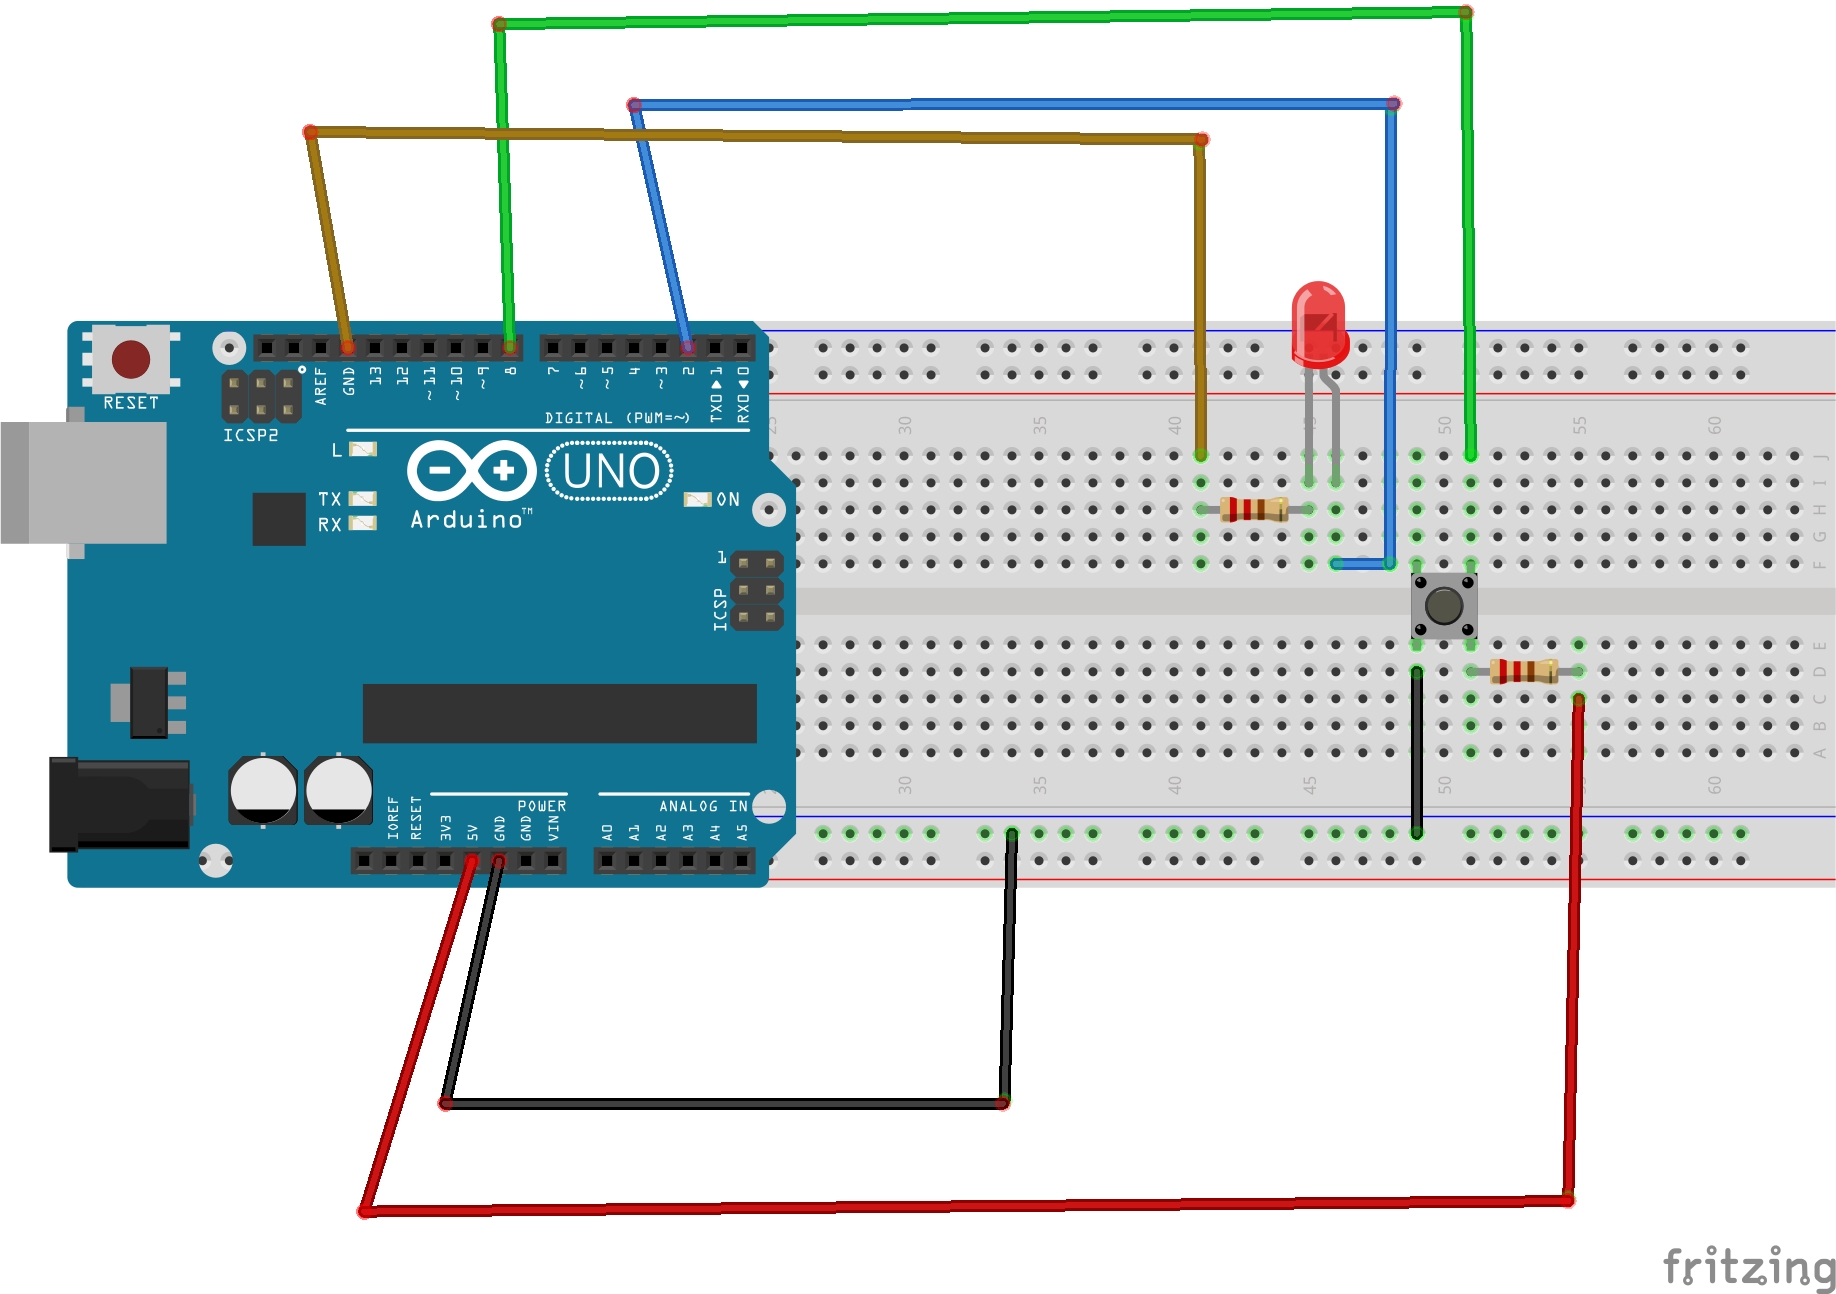 RESET
ICSP2
AREF
GND
13
12
~11
~10
~9
8
7
~6
~5
4
~3
2
TX0▶1
RX0◀0
DIGITAL (PWM=~)
L
TX
RX
UNO
ON
Arduino™
1
ICSP
IOREF
RESET
3V3
5V
GND
GND
VIN
POWER
ANALOG IN
A0
A1
A2
A3
A4
A5
25
30
35
40
45
50
55
60
J
I
H
G
F
E
D
C
B
A
30
35
40
45
50
55
60
fritzing